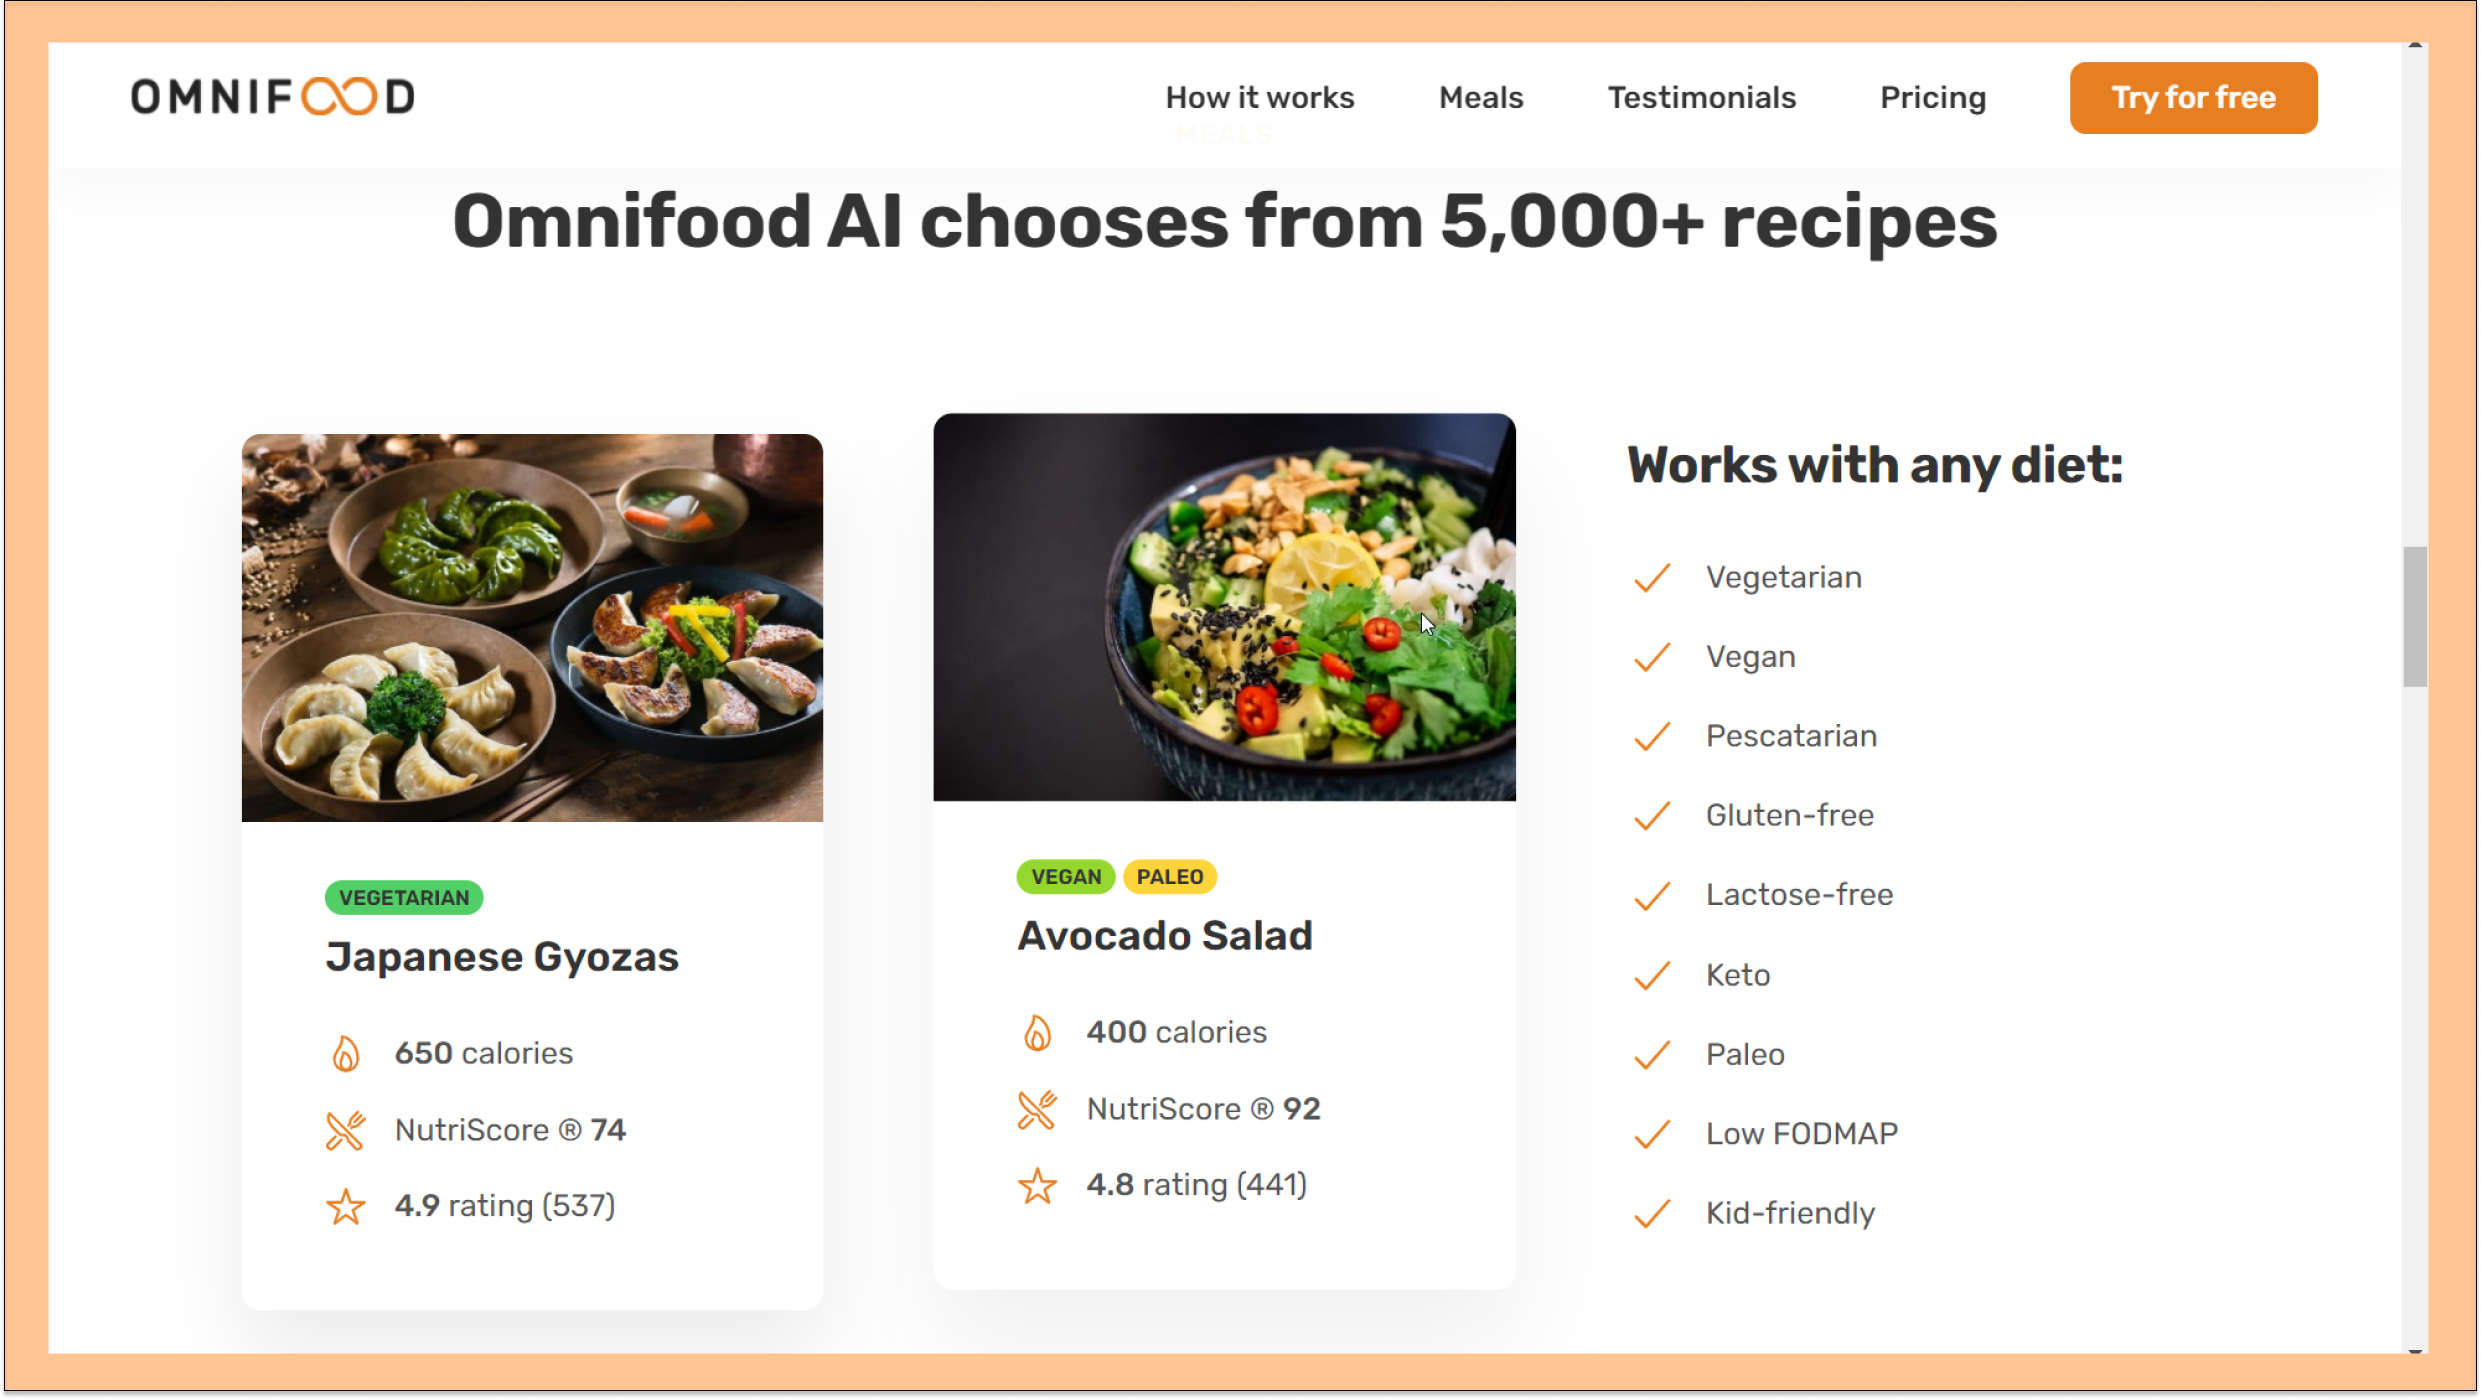 OMNIFOOD
How it works
Meals
Testimonials
Pricing
Try for free
MEALS
Omnifood AI chooses from 5,000+ recipes
VEGETARIAN
Japanese Gyozas
650 calories
NutriScore ® 74
4.9 rating (537)
VEGAN PALEO
Avocado Salad
400 calories
NutriScore ® 92
4.8 rating (441)
Works with any diet:
Vegetarian
Vegan
Pescatarian
Gluten-free
Lactose-free
Keto
Paleo
Low FODMAP
Kid-friendly